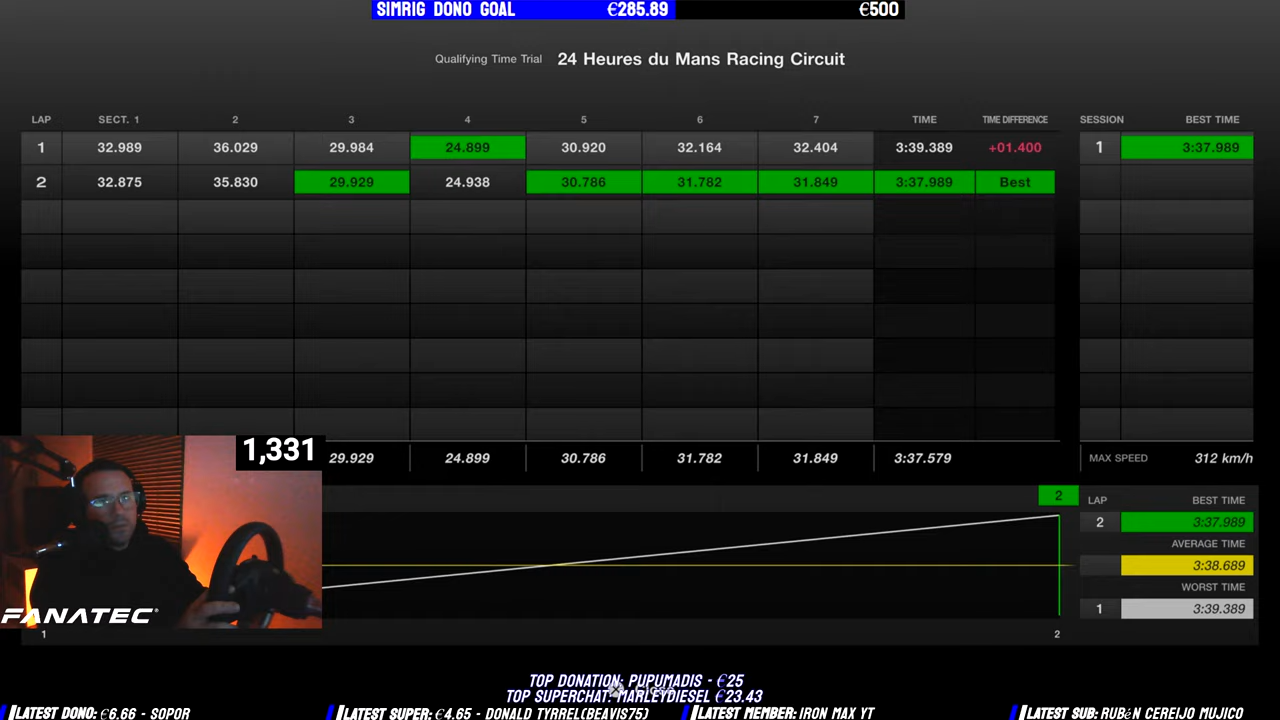 SIMRIG DONO GOAL €285.89 €500
Qualifying Time Trial 24 Heures du Mans Racing Circuit
LAP SECT. 1 2 3 4 5 6 7 TIME TIME DIFFERENCE SESSION BEST TIME
1 32.989 36.029 29.984 24.899 30.920 32.164 32.404 3:39.389 +01.400 1 3:37.989
2 32.875 35.830 29.929 24.938 30.786 31.782 31.849 3:37.989 Best
1,331 29.929 24.899 30.786 31.782 31.849 3:37.579 MAX SPEED 312 km/h
2 LAP BEST TIME
2 3:37.989
AVERAGE TIME
3:38.689
WORST TIME
1 3:39.389
FANATEC®
1 2
TOP DONATION: PUPUMADIS - €25
TOP SUPERCHAT: HARLEYDIESEL €23.43
LATEST DONO: €6.66 - SOPOR LATEST SUPER: €4.65 - DONALD TYRREL(BEAVIS75) LATEST MEMBER: IRON MAX YT LATEST SUB: RUBéN CEREIJO MUJICO